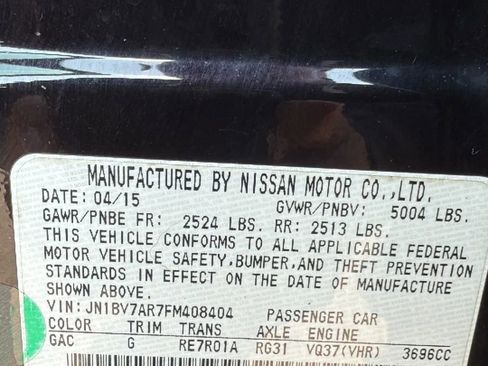 MANUFACTURED BY NISSAN MOTOR CO.,LTD.
DATE: 04/15 GVWR/PNBV: 5004 LBS.
GAWR/PNBE FR: 2524 LBS. RR: 2513 LBS.
THIS VEHICLE CONFORMS TO ALL APPLICABLE FEDERAL
MOTOR VEHICLE SAFETY,BUMPER,AND THEFT PREVENTION
STANDARDS IN EFFECT ON THE DATE OF MANUFACTURE
SHOWN ABOVE.
VIN: JN1BV7AR7FM408404 PASSENGER CAR
COLOR TRIM TRANS AXLE ENGINE
GAC G RE7R01A RG31 VQ37(VHR) 3696CC